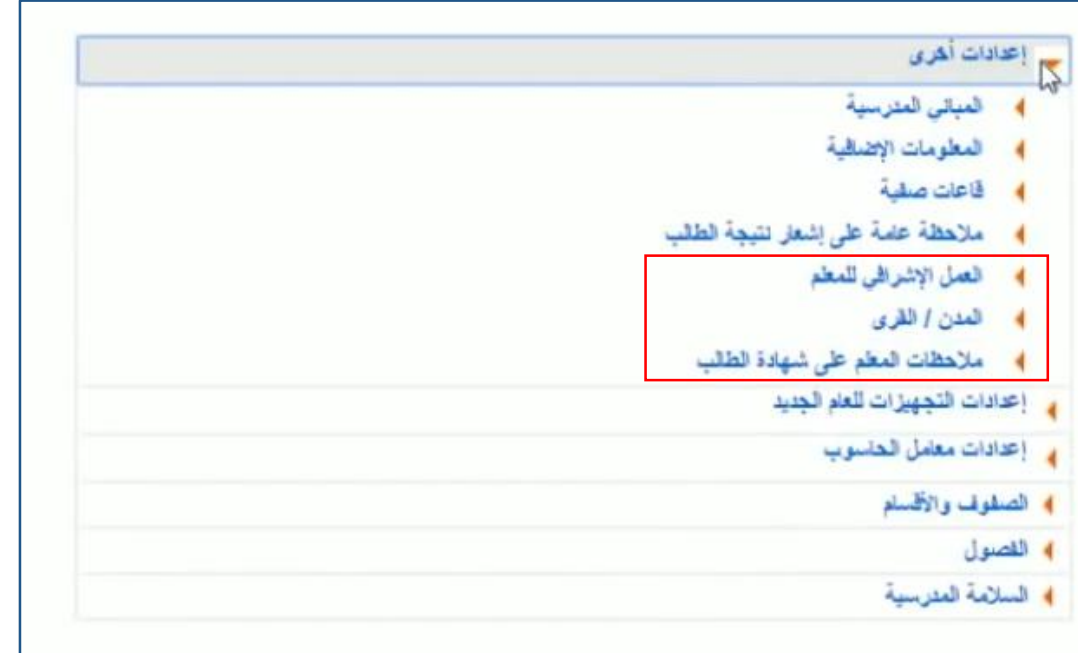 إعدادات أخرى
المباني المدرسية
المعلومات الإضافية
قاعات صفية
ملاحظة عامة على إشعار نتيجة الطالب
العمل الإشرافي للمعلم
المدن / القرى
ملاحظات المعلم على شهادة الطالب
إعدادات التجهيزات للعام الجديد
إعدادات معامل الحاسوب
الصفوف والأقسام
الفصول
السلامة المدرسية